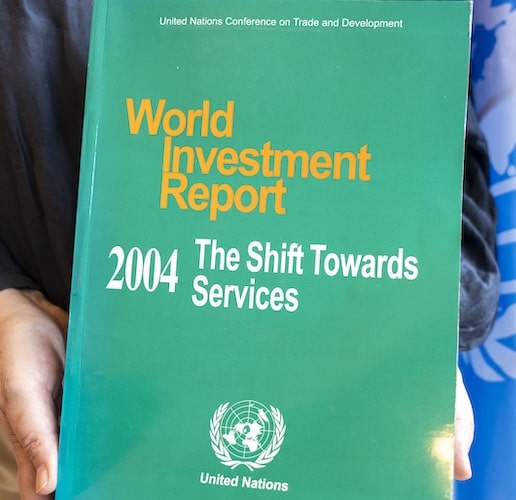 United Nations Conference on Trade and Development
World
Investment
Report
2004 The Shift Towards
Services
United Nations